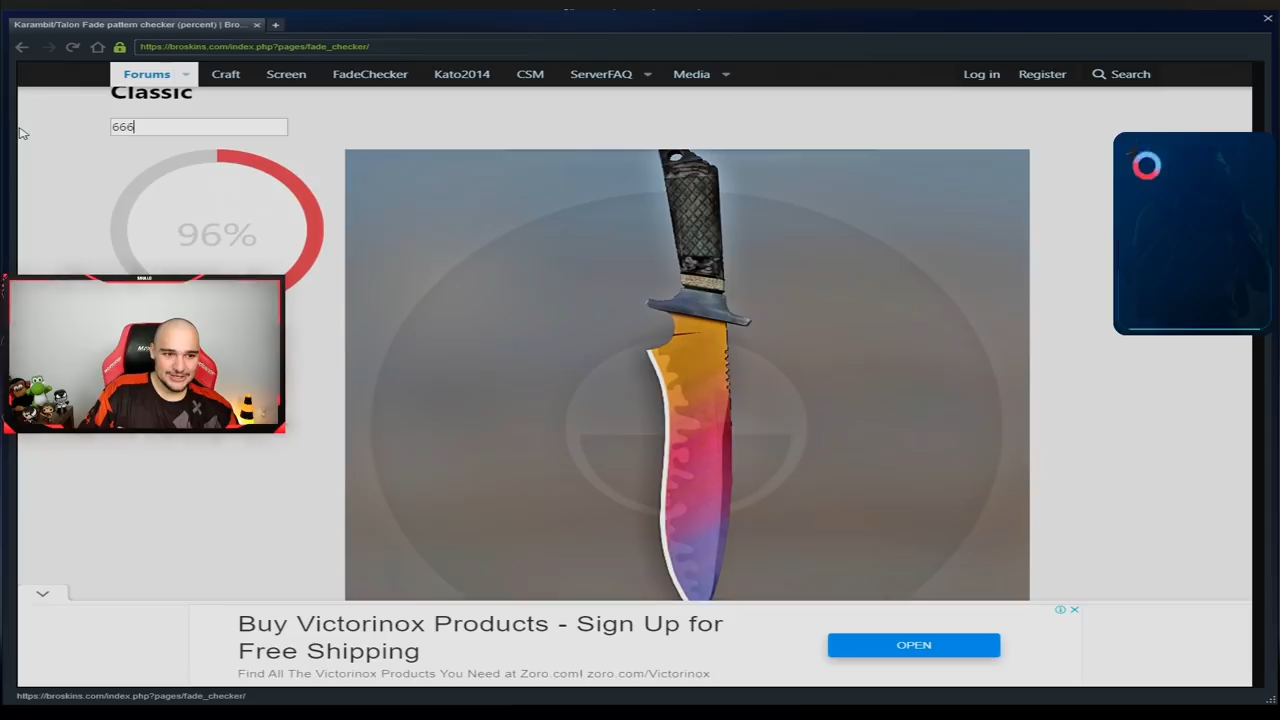 Karambit/Talon Fade pattern checker (percent) | Bro...
https://broskins.com/index.php?pages/fade_checker/
Forums Craft Screen FadeChecker Kato2014 CSM ServerFAQ Media Log in Register Search
Classic
666
96%
Buy Victorinox Products - Sign Up for
Free Shipping
Find All The Victorinox Products You Need at Zoro.com! zoro.com/Victorinox
OPEN
https://broskins.com/index.php?pages/fade_checker/